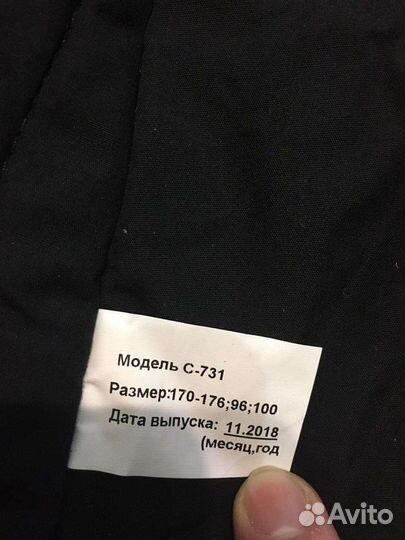 Модель С-731
Размер:170-176;96;100
Дата выпуска: 11.2018
(месяц,год
Avito